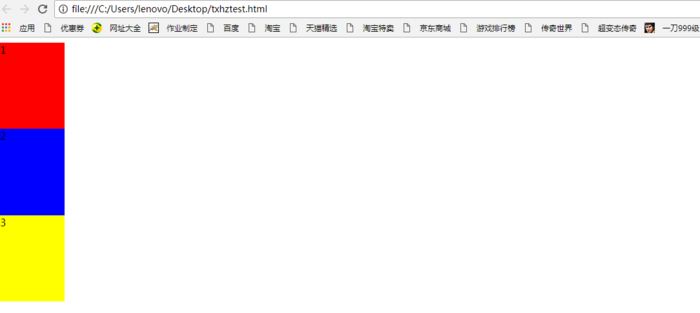 file:///C:/Users/lenovo/Desktop/txhztest.html
应用 优惠券 网址大全 作业制定 百度 淘宝 天猫精选 淘宝特卖 京东商城 游戏排行榜 传奇世界 超变态传奇 一刀999级
1
2
3